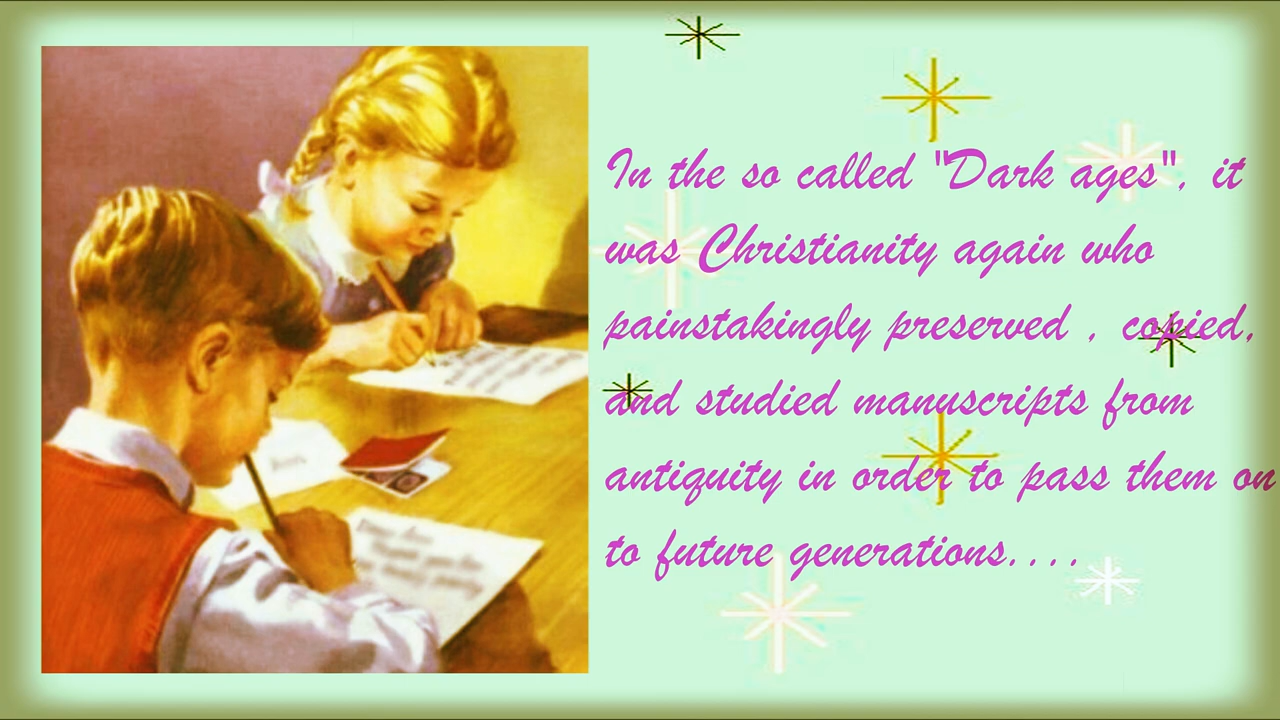 In the so called "Dark ages", it
was Christianity again who
painstakingly preserved , copied,
and studied manuscripts from
antiquity in order to pass them on
to future generations....